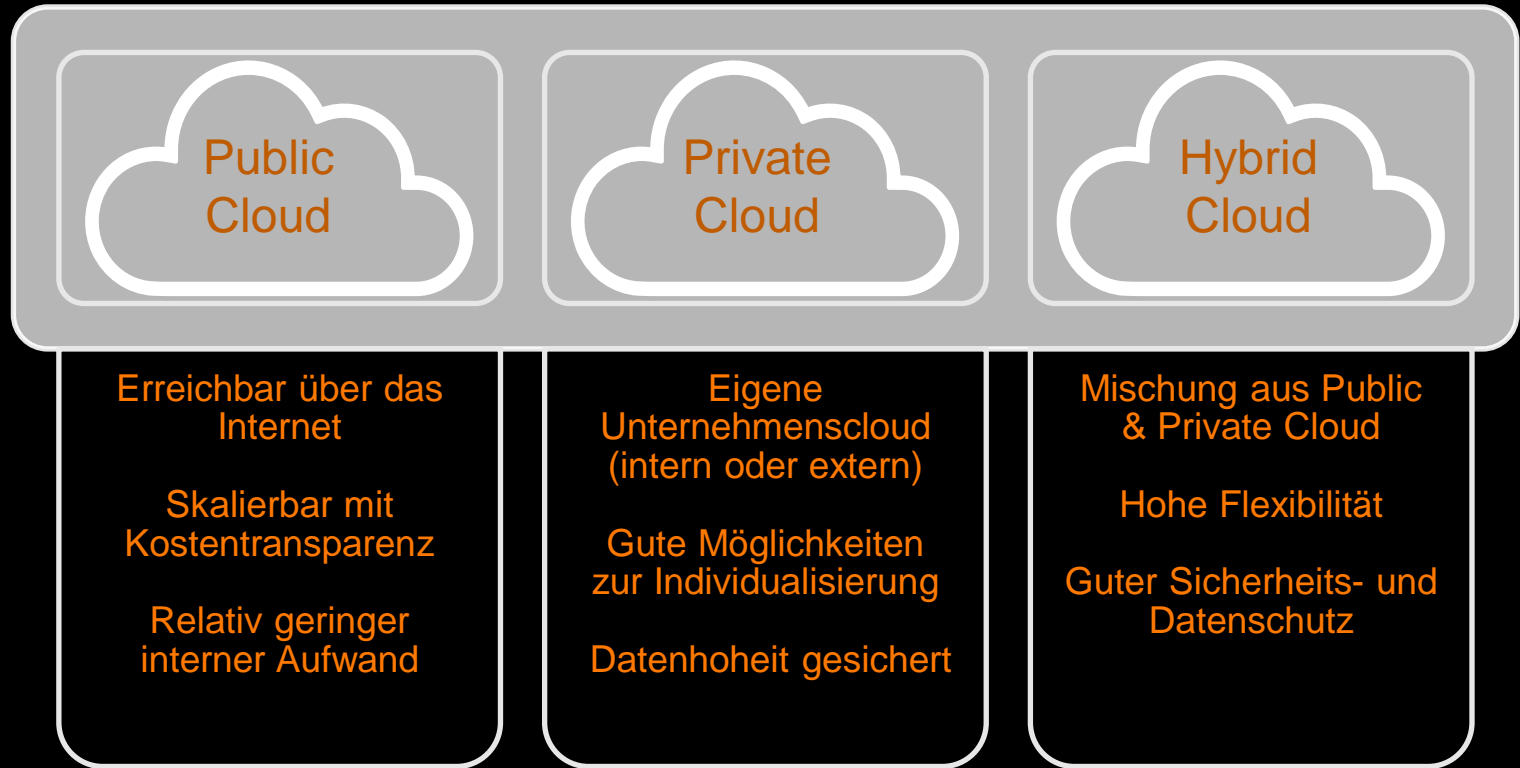 Public
Cloud
Private
Cloud
Hybrid
Cloud
Erreichbar über das
Internet
Skalierbar mit
Kostentransparenz
Relativ geringer
interner Aufwand
Eigene
Unternehmenscloud
(intern oder extern)
Gute Möglichkeiten
zur Individualisierung
Datenhoheit gesichert
Mischung aus Public
& Private Cloud
Hohe Flexibilität
Guter Sicherheits- und
Datenschutz